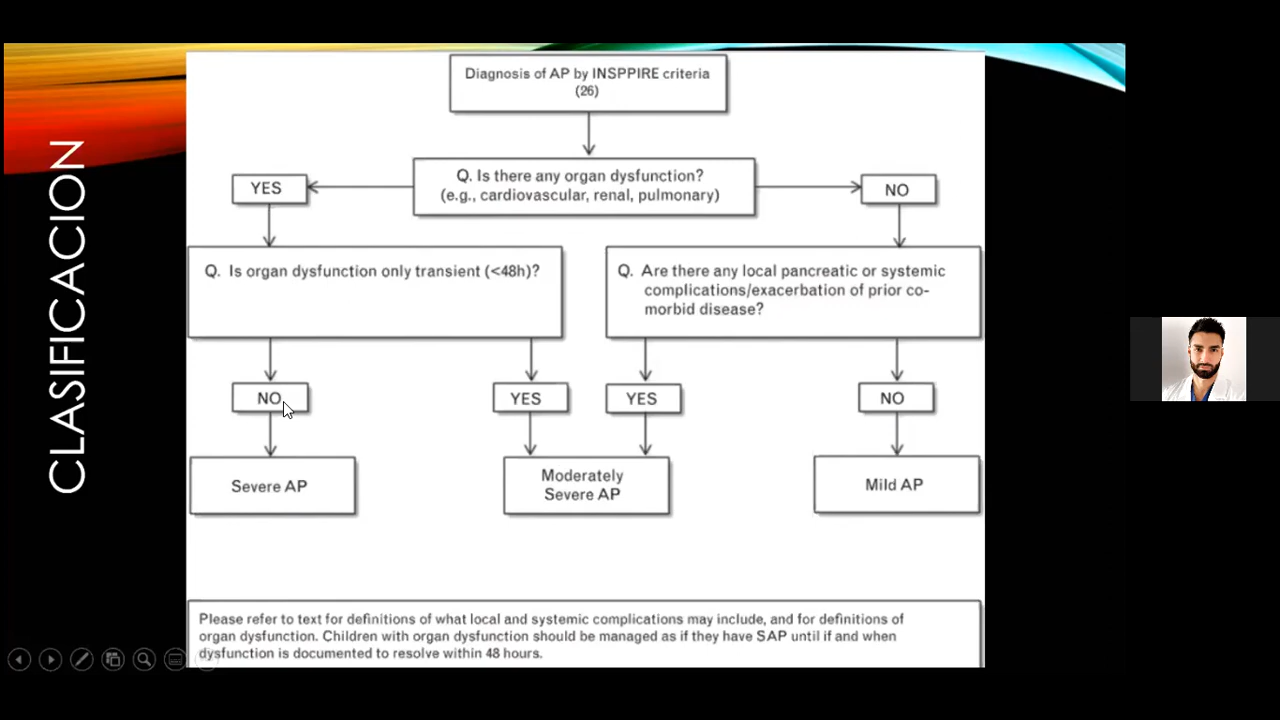 CLASIFICACION
Diagnosis of AP by INSPPIRE criteria
(26)
Q. Is there any organ dysfunction?
(e.g., cardiovascular, renal, pulmonary)
YES
NO
Q. Is organ dysfunction only transient (<48h)?
Q. Are there any local pancreatic or systemic
complications/exacerbation of prior co-
morbid disease?
NO
YES
YES
NO
Severe AP
Moderately
Severe AP
Mild AP
Please refer to text for definitions of what local and systemic complications may include, and for definitions of
organ dysfunction. Children with organ dysfunction should be managed as if they have SAP until if and when
dysfunction is documented to resolve within 48 hours.